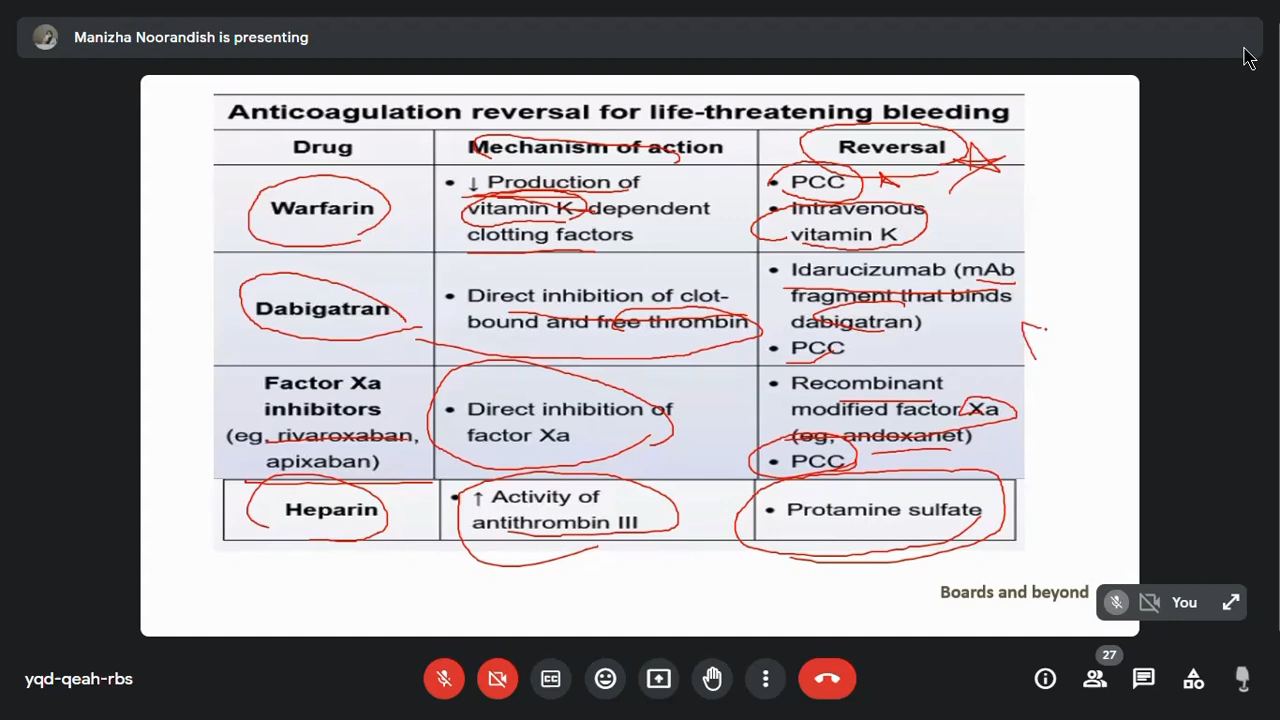 Manizha Noorandish is presenting
Anticoagulation reversal for life-threatening bleeding
Drug
Mechanism of action
Reversal
Warfarin
• ↓ Production of
vitamin K-dependent
clotting factors
• PCC
• Intravenous
vitamin K
Dabigatran
• Direct inhibition of clot-
bound and free thrombin
• Idarucizumab (mAb
fragment that binds
dabigatran)
• PCC
Factor Xa
inhibitors
(eg, rivaroxaban,
apixaban)
• Direct inhibition of
factor Xa
• Recombinant
modified factor Xa
(eg, andexanet)
• PCC
Heparin
• ↑ Activity of
antithrombin III
• Protamine sulfate
Boards and beyond
You
27
yqd-qeah-rbs
CC